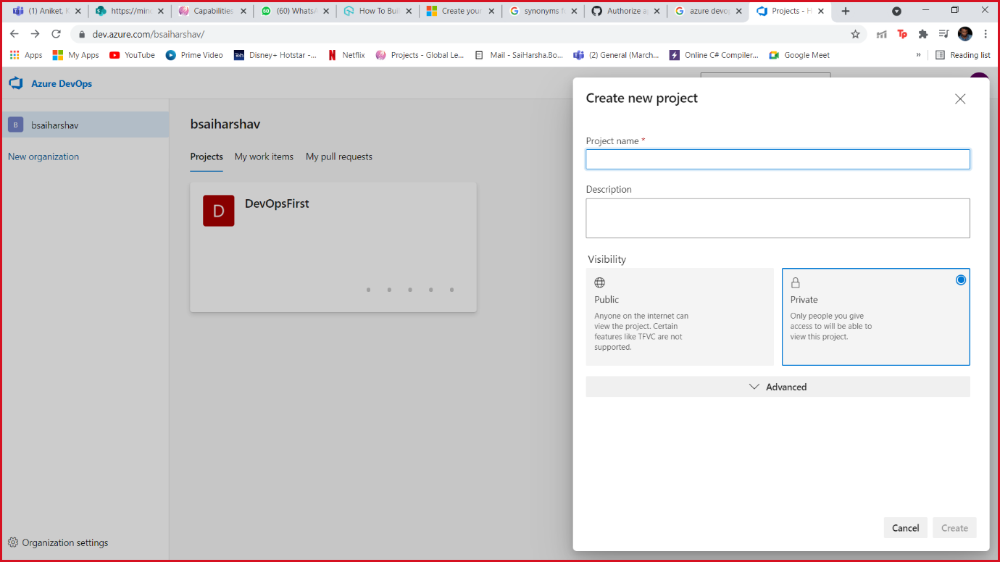 (1) Aniket, K
https://minc
Capabilities
(60) WhatsA
How To Buil
Create your
synonyms fo
Authorize ap
azure devop
Projects - H
dev.azure.com/bsaiharshav/
Apps
My Apps
YouTube
Prime Video
Disney+ Hotstar -...
Netflix
Projects - Global Le...
Mail - SaiHarsha.Bo...
(2) General (March...
Online C# Compiler...
Google Meet
»
Reading list
Azure DevOps
B
bsaiharshav
New organization
Organization settings
bsaiharshav
Projects
My work items
My pull requests
D
DevOpsFirst
Create new project
Project name *
Description
Visibility
Public
Anyone on the internet can
view the project. Certain
features like TFVC are not
supported.
Private
Only people you give
access to will be able to
view this project.
Advanced
Cancel
Create